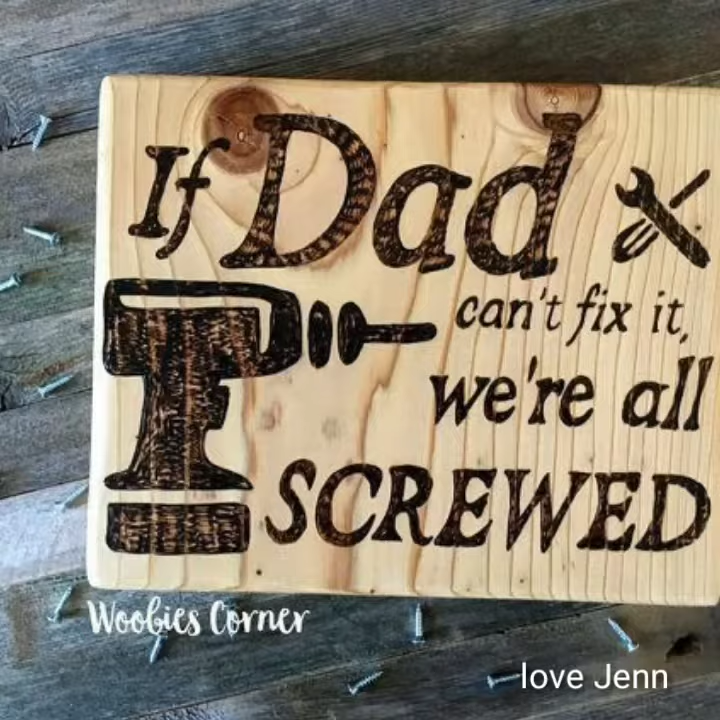 If Dad
can't fix it,
we're all
SCREWED
Woobies Corner
love Jenn